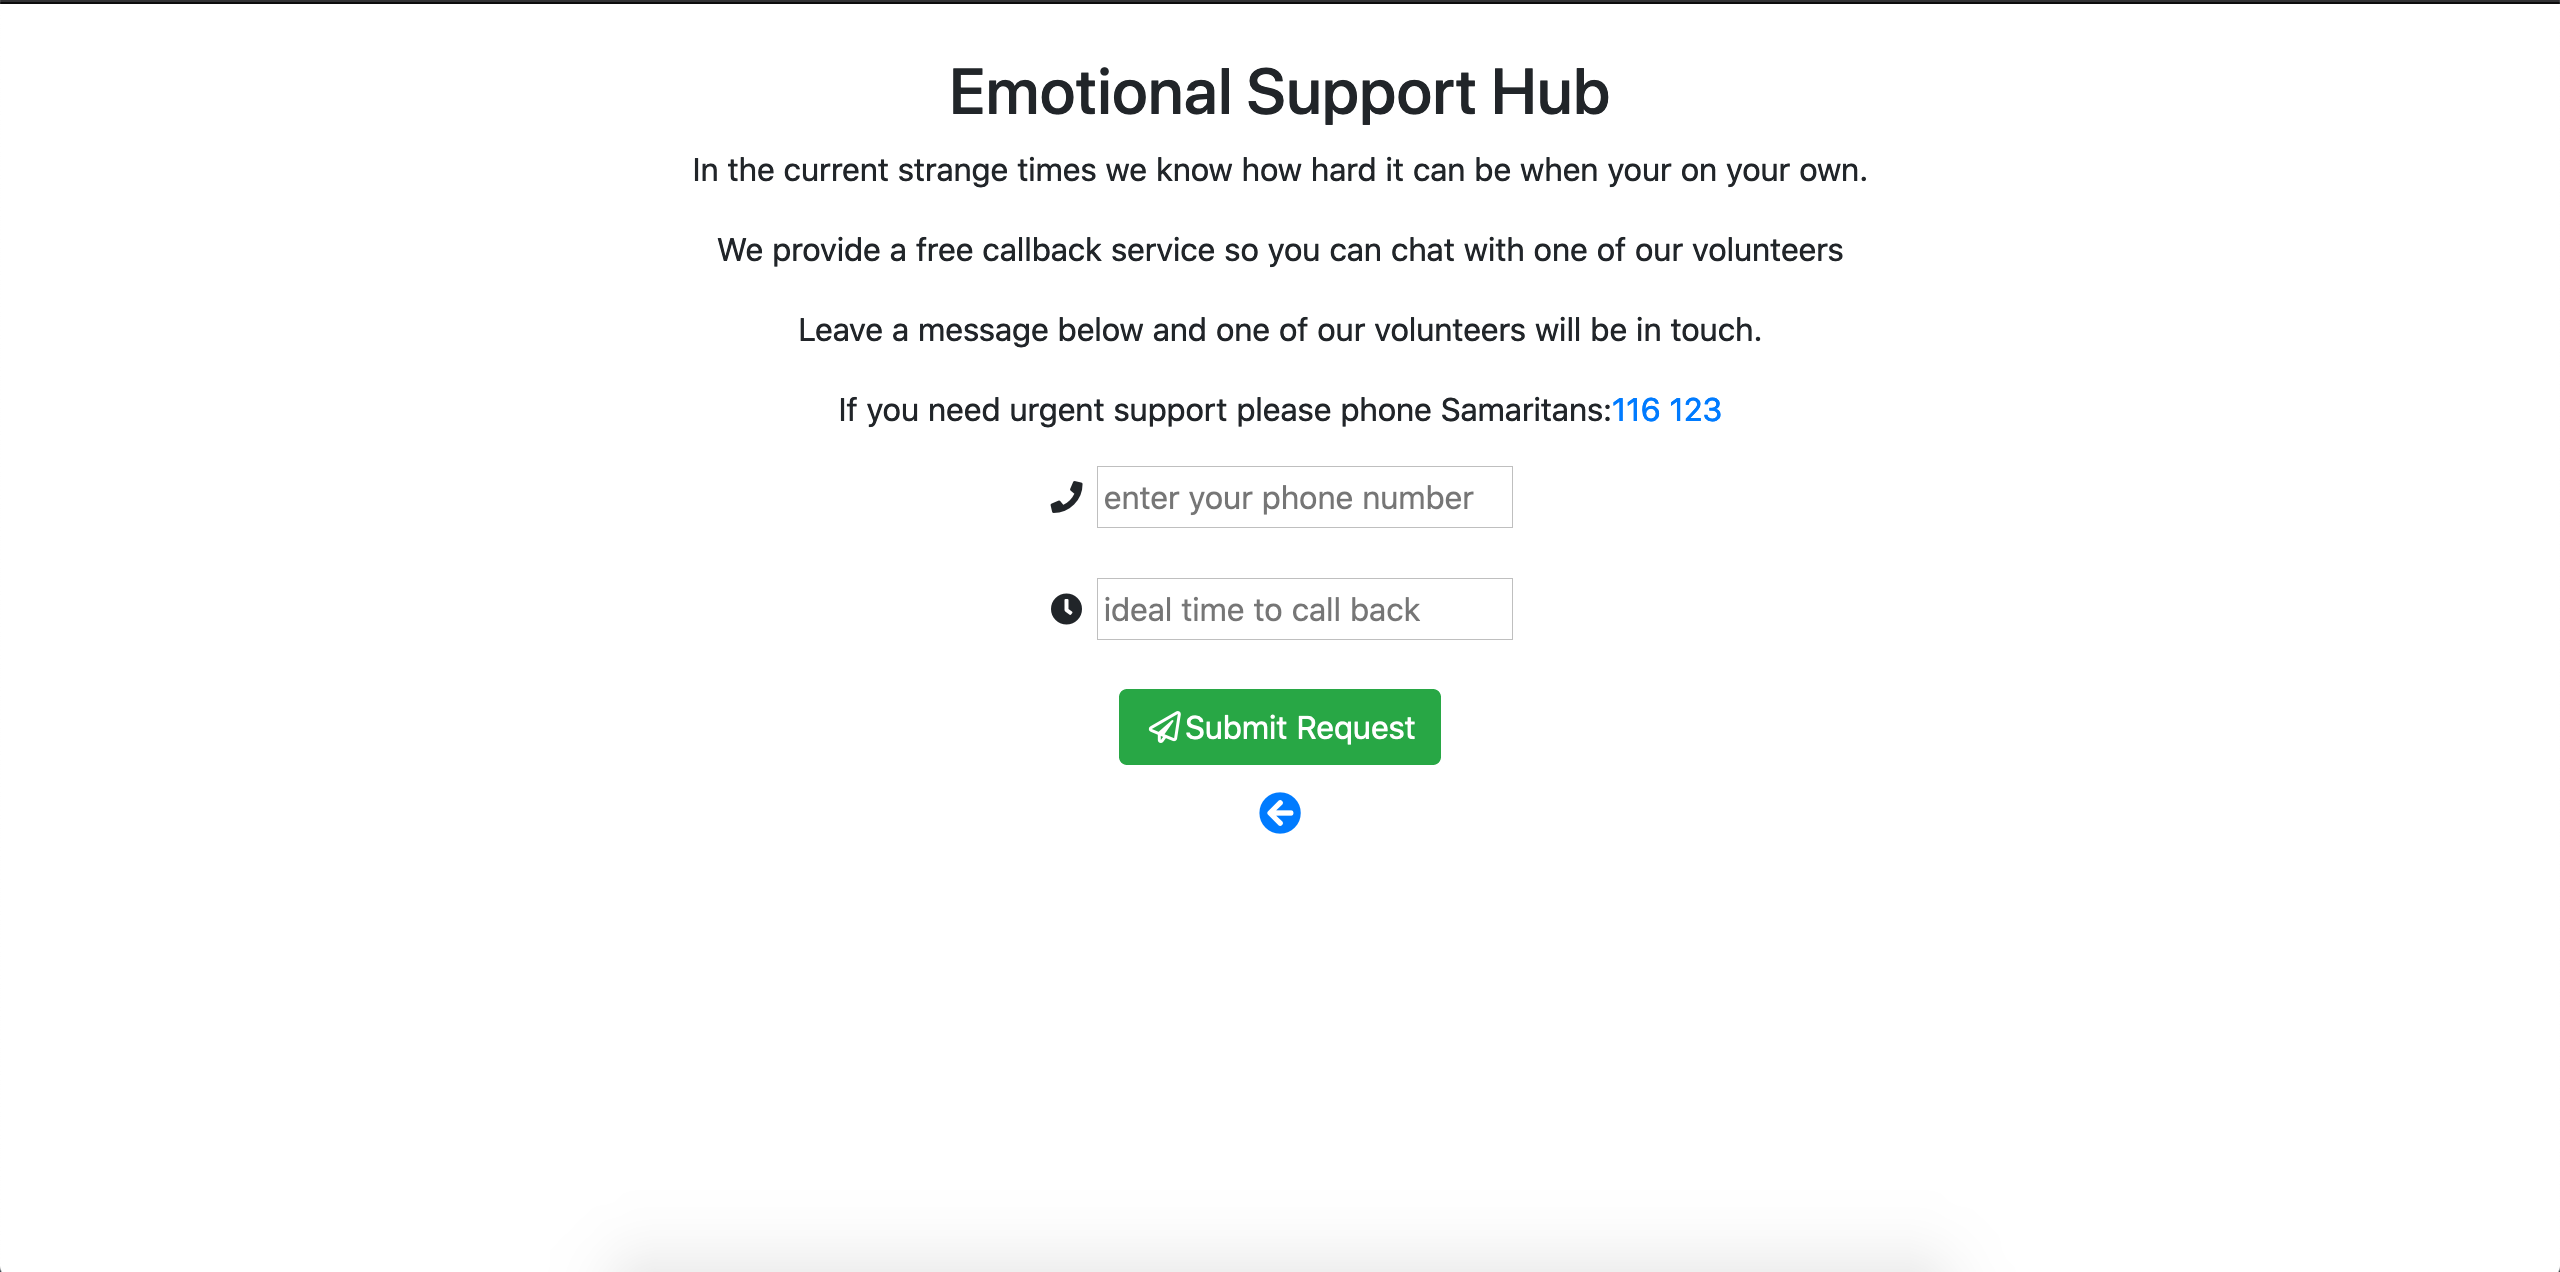 Emotional Support Hub
In the current strange times we know how hard it can be when your on your own.
We provide a free callback service so you can chat with one of our volunteers
Leave a message below and one of our volunteers will be in touch.
If you need urgent support please phone Samaritans:116 123
enter your phone number
ideal time to call back
Submit Request